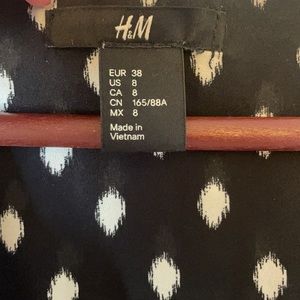 H&M
EUR 38
US 8
CA 8
CN 165/88A
MX 8
Made in
Vietnam